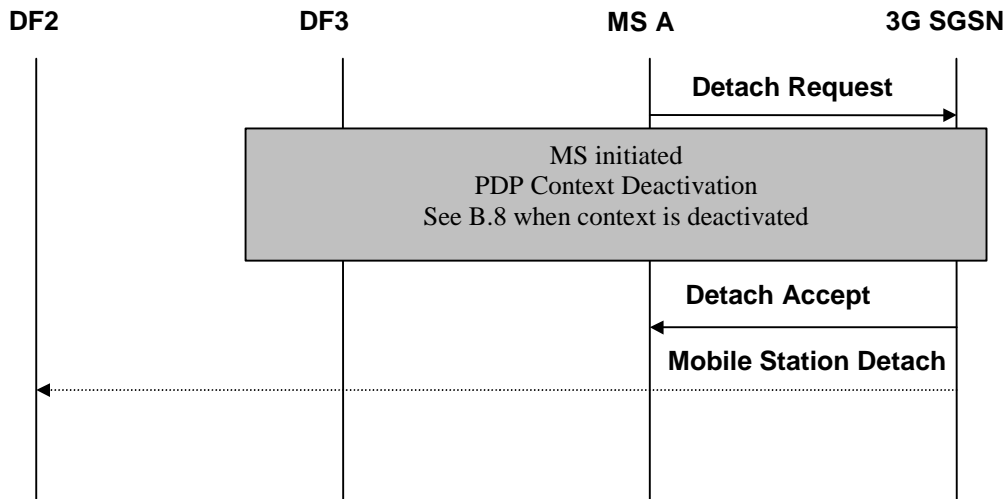 DF2 DF3 MS A 3G SGSN
Detach Request
MS initiated
PDP Context Deactivation
See B.8 when context is deactivated
Detach Accept
Mobile Station Detach